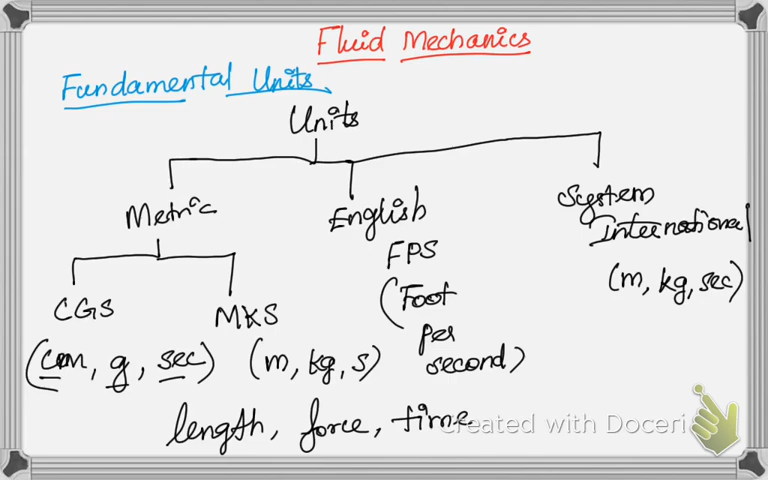 Fluid Mechanics
Fundamental Units
Units
Metric
English
System
International
FPS
(m, kg, sec)
CGS
MKS
(Foot
per
second)
(cm, g, sec)
(m, kg, s)
length, force, time
Created with Doceri